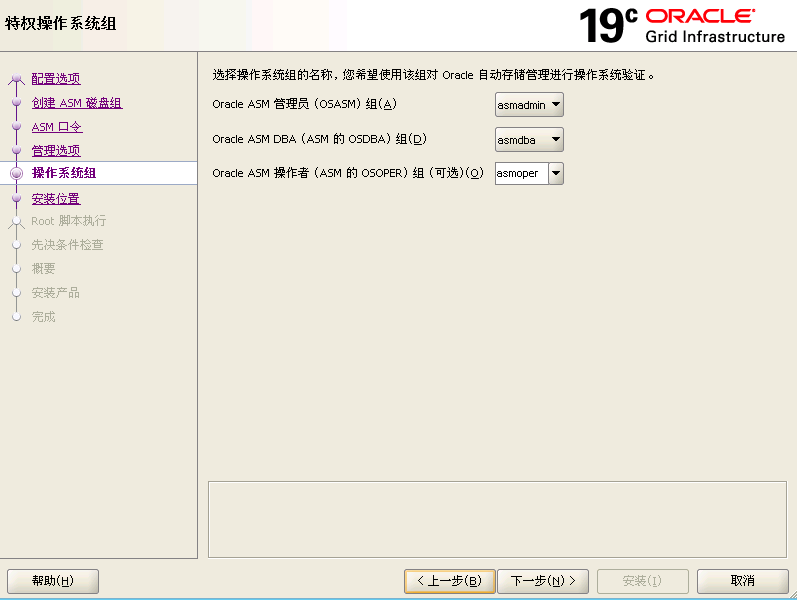 特权操作系统组
19c ORACLE
Grid Infrastructure
配置选项
创建 ASM 磁盘组
ASM 口令
管理选项
操作系统组
安装位置
Root 脚本执行
先决条件检查
概要
安装产品
完成
选择操作系统组的名称, 您希望使用该组对 Oracle 自动存储管理进行操作系统验证。
Oracle ASM 管理员 (OSASM) 组(A) asmadmin
Oracle ASM DBA (ASM 的 OSDBA) 组(D) asmdba
Oracle ASM 操作者 (ASM 的 OSOPER) 组 (可选)(O) asmoper
帮助(H) < 上一步(B) 下一步(N) > 安装(I) 取消